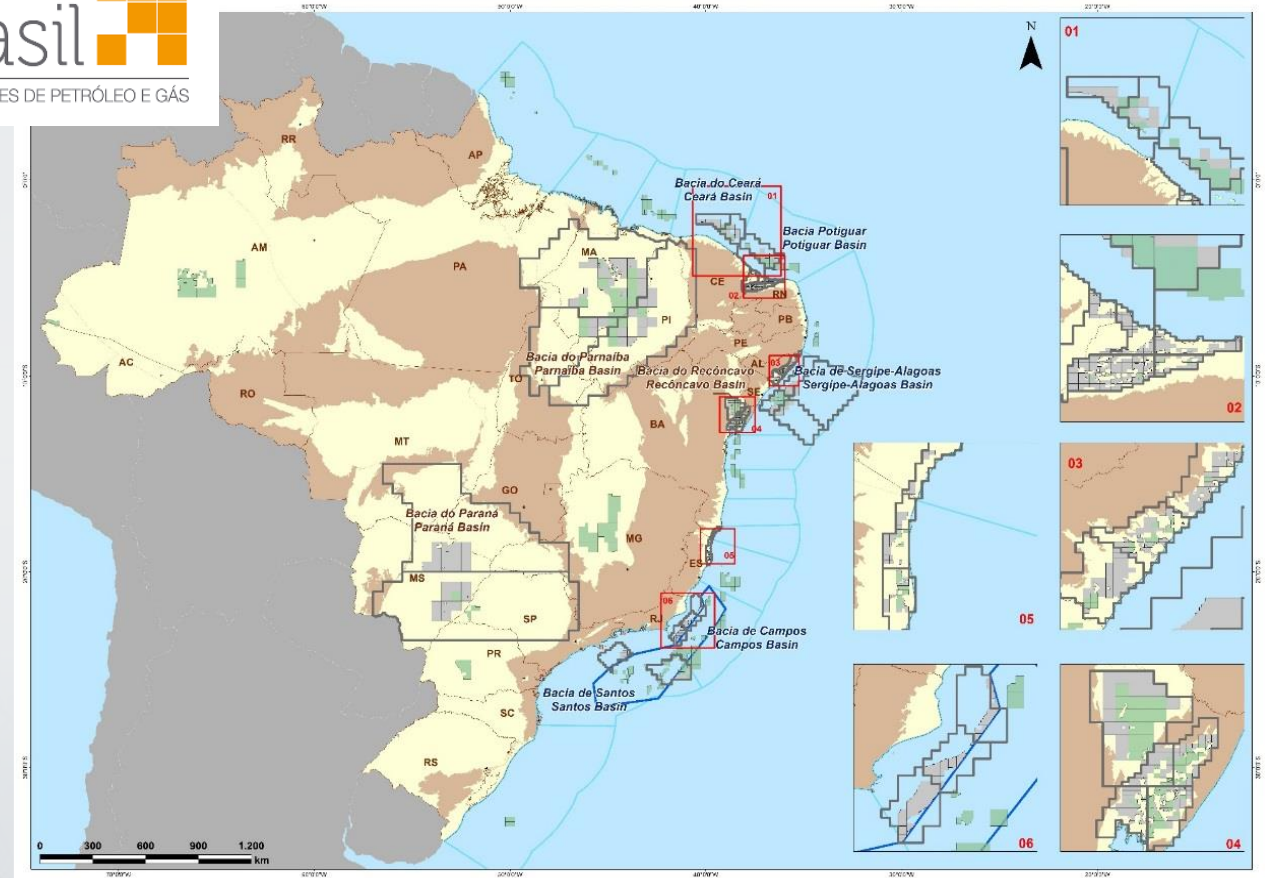 asil
ES DE PETRÓLEO E GÁS
N
01
RR
AP
Bacia do Ceará
Ceará Basin
01
Bacia Potiguar
Potiguar Basin
AM
PA
MA
CE
02
RN
PI
PB
PE
AC
Bacia do Parnaíba
Parnaíba Basin
TO
Bacia do Recôncavo
Recôncavo Basin
AL
03
Bacia de Sergipe-Alagoas
Sergipe-Alagoas Basin
SE
RO
02
BA
04
MT
03
GO
Bacia do Paraná
Paraná Basin
MG
05
ES
MS
06
05
SP
RJ
Bacia de Campos
Campos Basin
PR
Bacia de Santos
Santos Basin
SC
RS
06
04
0 300 600 900 1.200
km